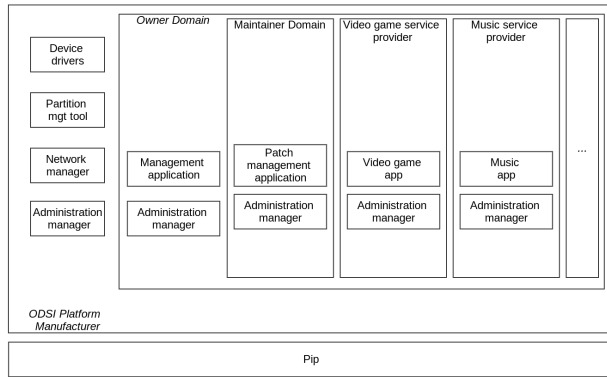 Owner Domain
Maintainer Domain
Video game service
provider
Music service
provider
Device
drivers
Partition
mgt tool
...
Network
manager
Management
application
Patch
management
application
Video game
app
Music
app
Administration
manager
Administration
manager
Administration
manager
Administration
manager
Administration
manager
ODSI Platform
Manufacturer
Pip